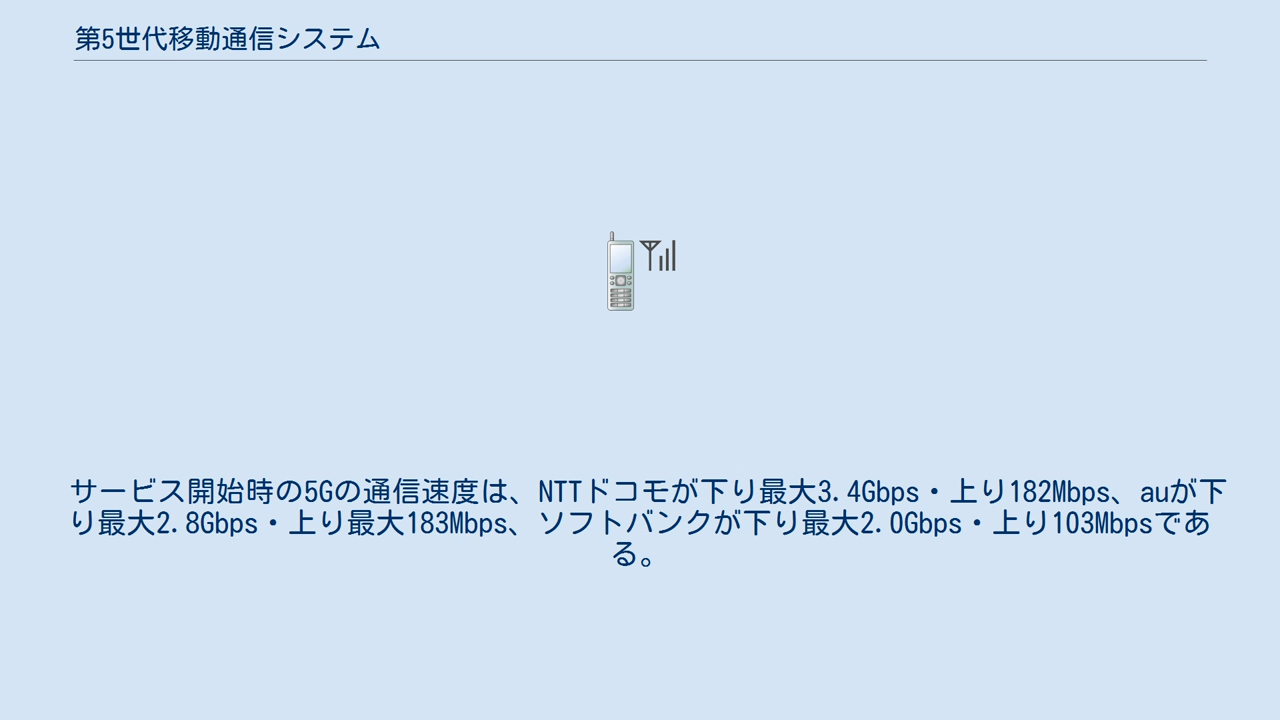 第5世代移動通信システム
サービス開始時の5Gの通信速度は、NTTドコモが下り最大3.4Gbps・上り182Mbps、auが下
り最大2.8Gbps・上り最大183Mbps、ソフトバンクが下り最大2.0Gbps・上り103Mbpsであ
る。